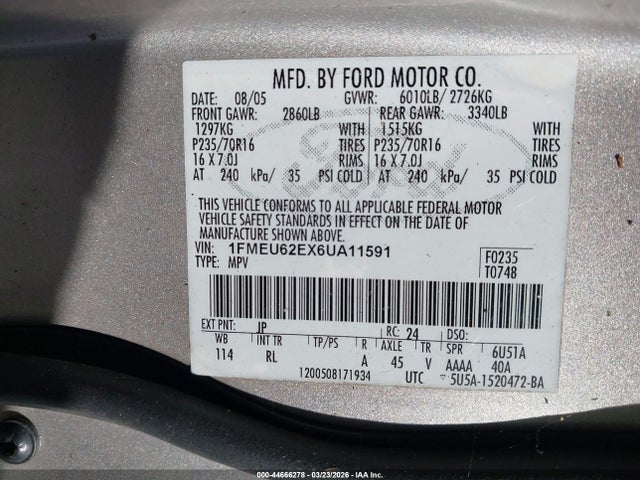 MFD. BY FORD MOTOR CO.
DATE: 08/05 GVWR: 6010LB/ 2726KG
FRONT GAWR: 2860LB REAR GAWR: 3340LB
1297KG WITH 1515KG WITH
P235/70R16 TIRES P235/70R16 TIRES
16 X 7.0J RIMS 16 X 7.0J RIMS
AT 240 kPa/ 35 PSI COLD AT 240 kPa/ 35 PSI COLD
THIS VEHICLE CONFORMS TO ALL APPLICABLE FEDERAL MOTOR
VEHICLE SAFETY STANDARDS IN EFFECT ON THE DATE OF
MANUFACTURE SHOWN ABOVE.
VIN: 1FMEU62EX6UA11591
TYPE: MPV
F0235
T0748
EXT PNT: JP RC: 24 DSO:
WB INT TR TP/PS R AXLE TR SPR 6U51A
114 RL A 45 V AAAA 40A
1200508171934 UTC 5U5A-1520472-BA
Ford
000-44666278 - 03/23/2026 - IAAI